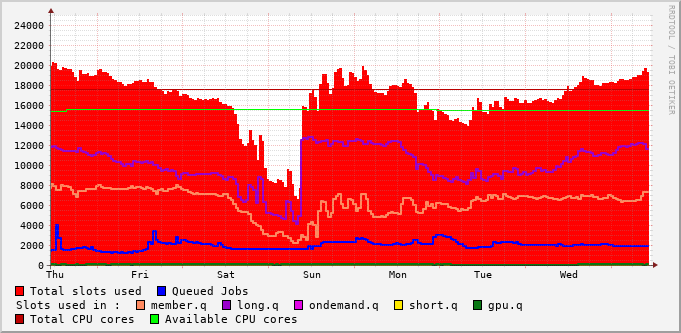 24000
22000
20000
18000
16000
14000
12000
10000
8000
6000
4000
2000
0
Thu Fri Sat Sun Mon Tue Wed
RRDTOOL / TOBI OETIKER
Total slots used Queued Jobs
Slots used in : member.q long.q ondemand.q short.q gpu.q
Total CPU cores Available CPU cores